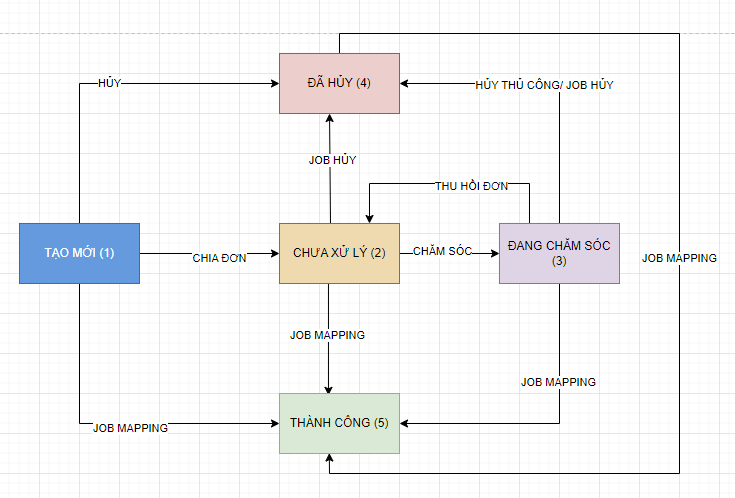 ĐÃ HỦY (4)
HỦY
HỦY THỦ CÔNG/ JOB HỦY
JOB HỦY
THU HỒI ĐƠN
TẠO MỚI (1)
CHIA ĐƠN
CHƯA XỬ LÝ (2)
CHĂM SÓC
ĐANG CHĂM SÓC
(3)
JOB MAPPING
JOB MAPPING
JOB MAPPING
JOB MAPPING
THÀNH CÔNG (5)